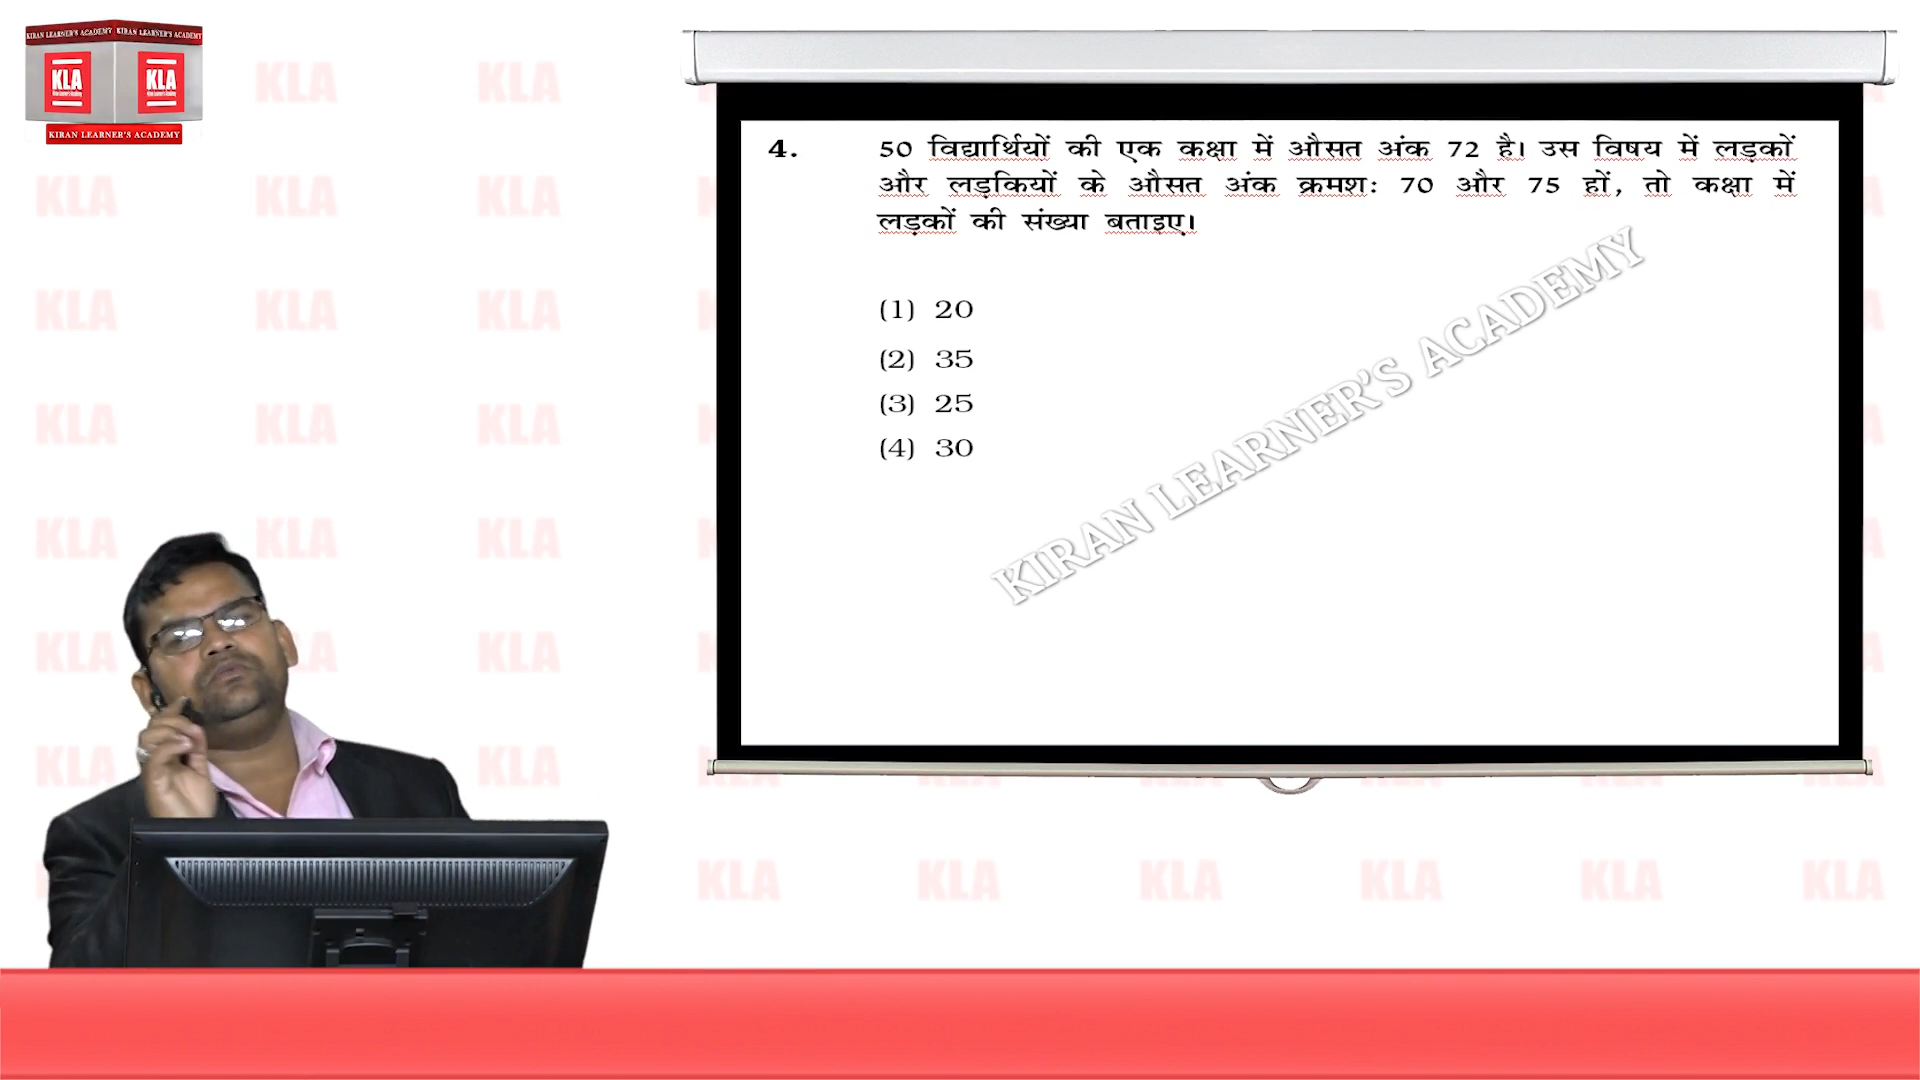 KIRAN LEARNER'S ACADEMY KIRAN LEARNER'S ACADEMY
KLA KLA
KIRAN LEARNER'S ACADEMY
4. 50 विद्यार्थियों की एक कक्षा में औसत अंक 72 है। उस विषय में लड़कों
और लड़कियों के औसत अंक क्रमश: 70 और 75 हों, तो कक्षा में
लड़कों की संख्या बताइए।
(1) 20
(2) 35
(3) 25
(4) 30
KIRAN LEARNER'S ACADEMY